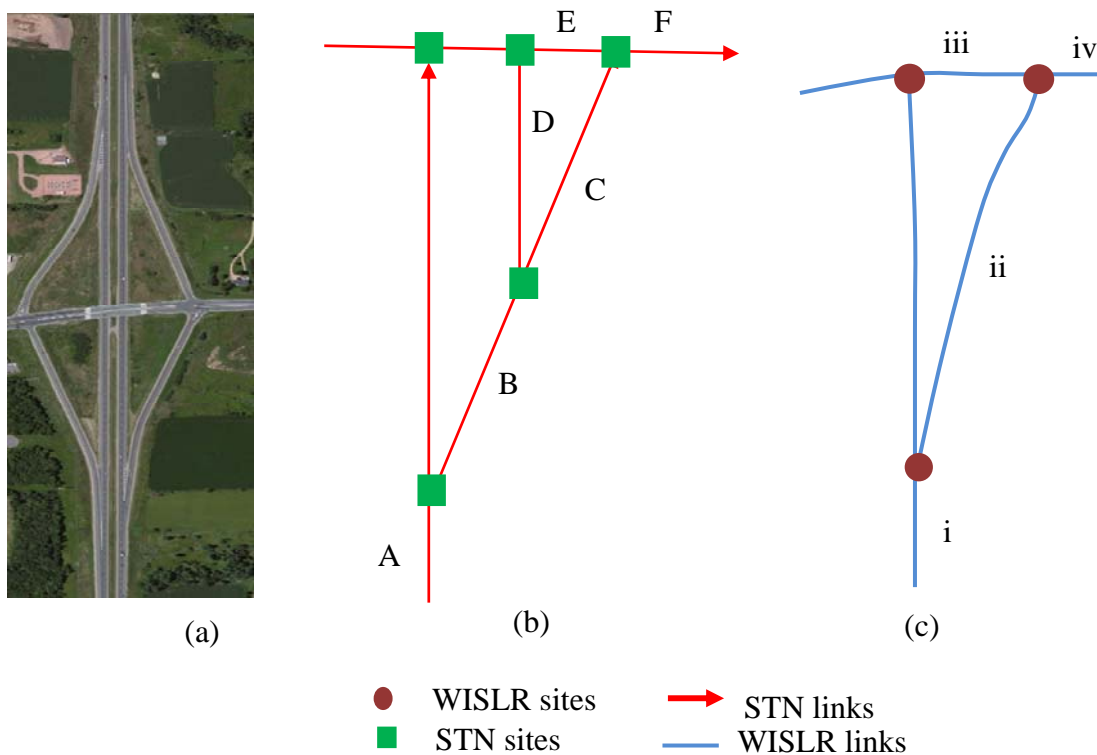 E F
D
C
B
A
iii
iv
ii
i
(a)
(b)
(c)
WISLR sites
STN sites
STN links
WISLR links